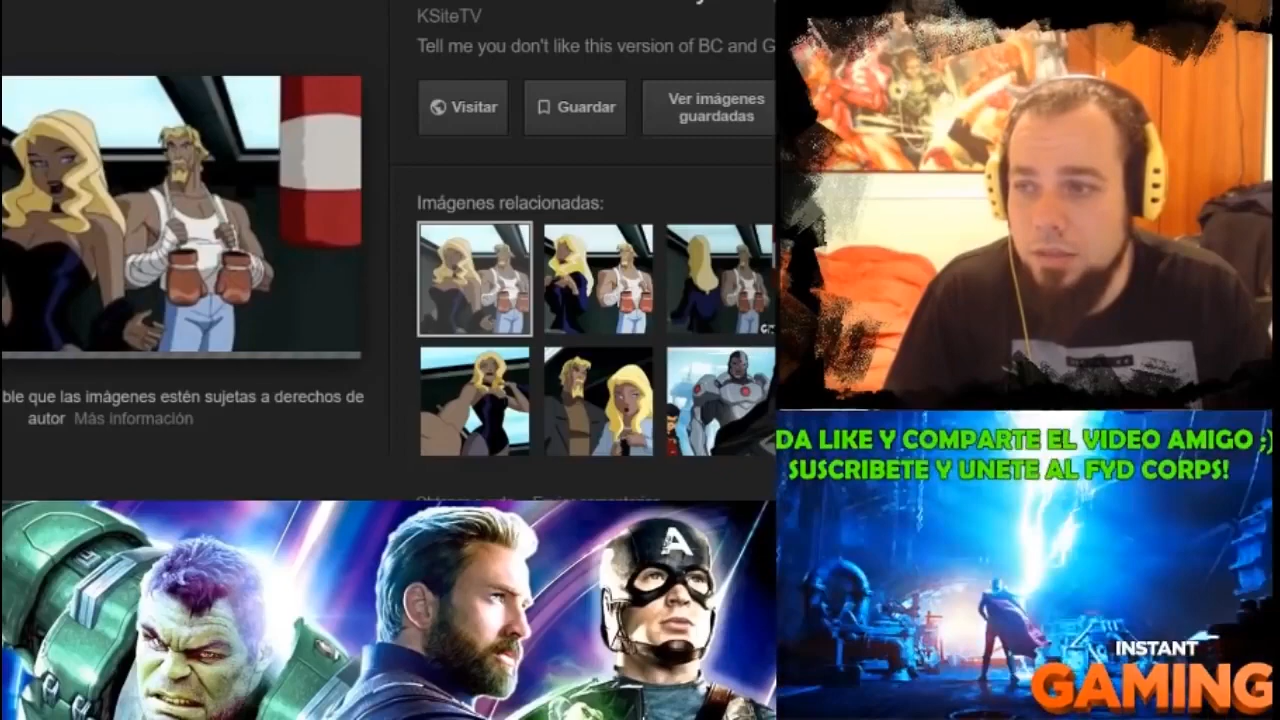 KSiteTV
Tell me you don't like this version of BC and G
Visitar
Guardar
Ver imágenes
guardadas
Imágenes relacionadas:
ble que las imágenes estén sujetas a derechos de
autor Más información
DA LIKE Y COMPARTE EL VIDEO AMIGO ;)
SUSCRIBETE Y UNETE AL FYD CORPS!
A
INSTANT
GAMING